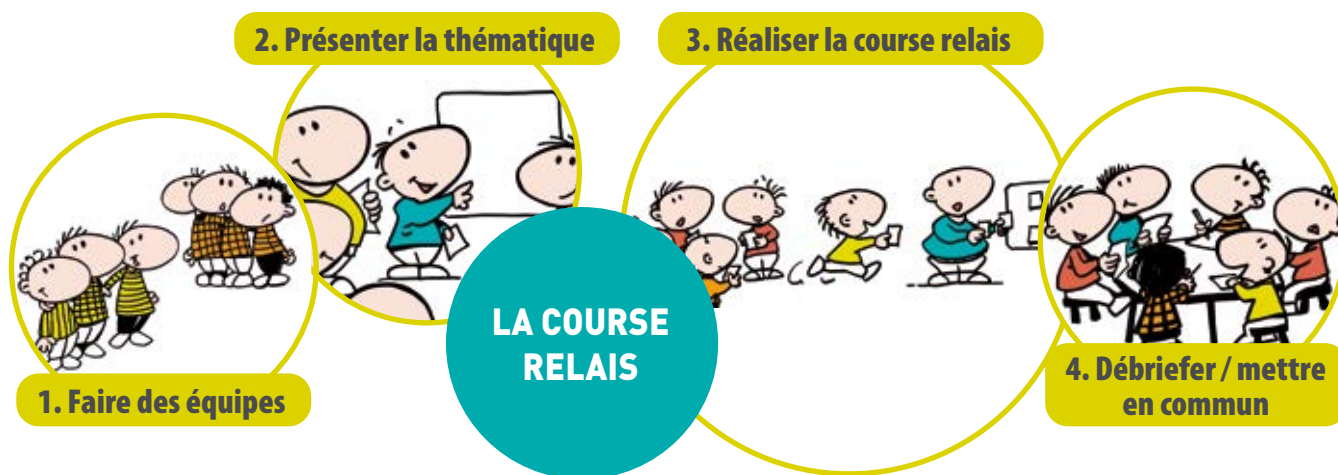 2. Présenter la thématique
3. Réaliser la course relais
LA COURSE
RELAIS
1. Faire des équipes
4. Débriefer / mettre
en commun